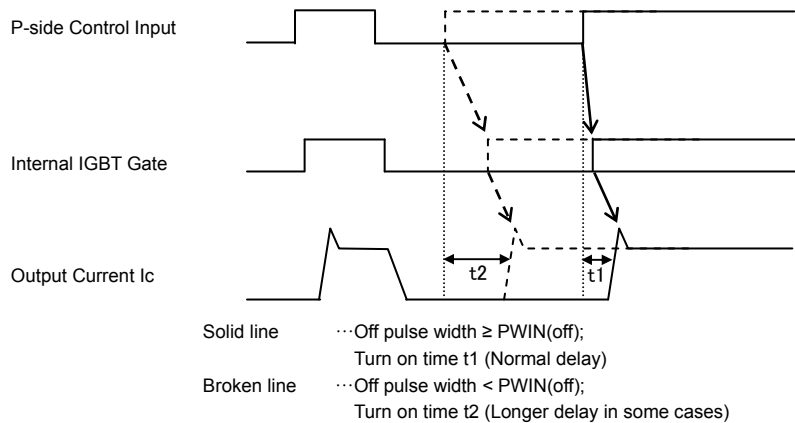 P-side Control Input
Internal IGBT Gate
Output Current Ic
t2
t1
Solid line ···Off pulse width ≥ PWIN(off);
Turn on time t1 (Normal delay)
Broken line ···Off pulse width < PWIN(off);
Turn on time t2 (Longer delay in some cases)